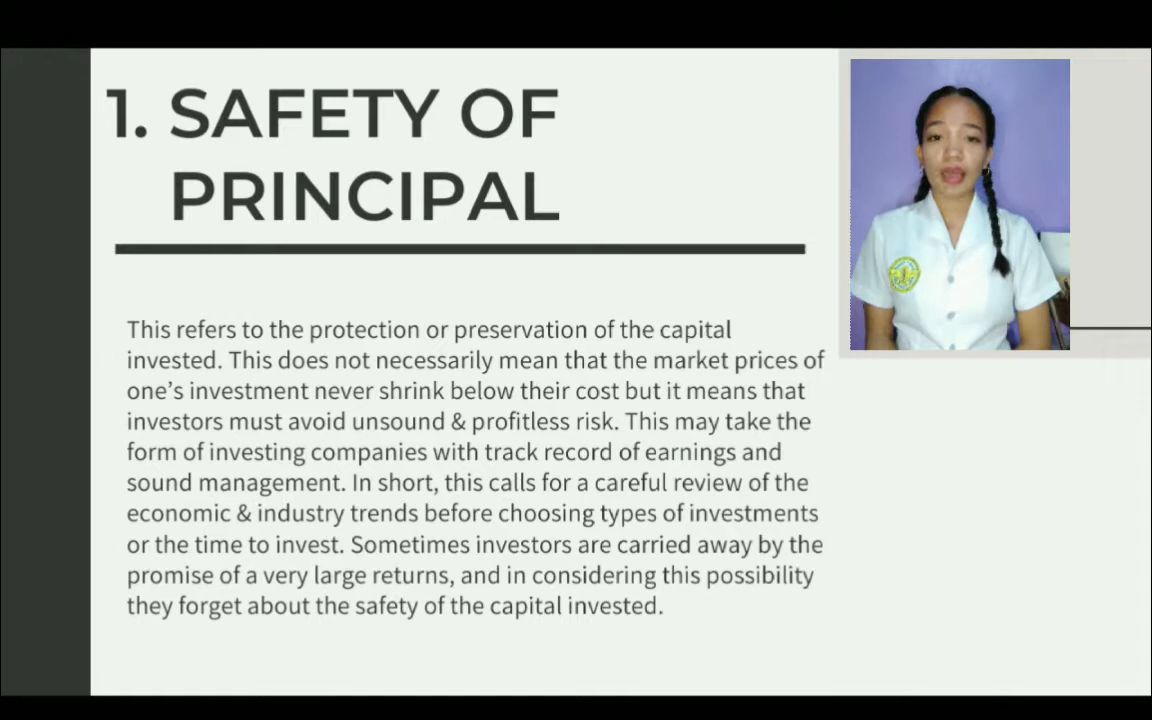 1. SAFETY OF
PRINCIPAL
This refers to the protection or preservation of the capital
invested. This does not necessarily mean that the market prices of
one's investment never shrink below their cost but it means that
investors must avoid unsound & profitless risk. This may take the
form of investing companies with track record of earnings and
sound management. In short, this calls for a careful review of the
economic & industry trends before choosing types of investments
or the time to invest. Sometimes investors are carried away by the
promise of a very large returns, and in considering this possibility
they forget about the safety of the capital invested.